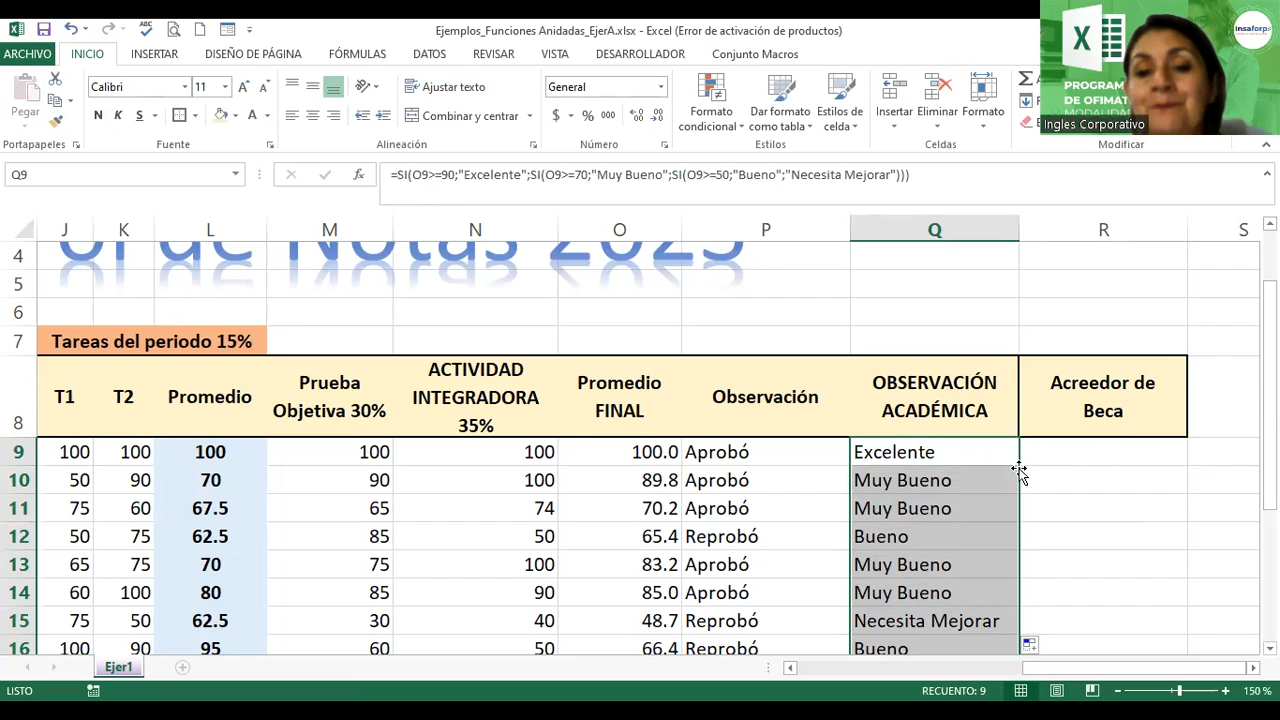 Ejemplos_Funciones Anidadas_EjerA.xlsx - Excel (Error de activación de productos)
ARCHIVO INICIO INSERTAR DISEÑO DE PÁGINA FÓRMULAS DATOS REVISAR VISTA DESARROLLADOR Conjunto Macros
Pegar
Calibri 11
N K S
Ajustar texto
Combinar y centrar
General
$ % 000
Formato condicional
Dar formato como tabla
Estilos de celda
Insertar Eliminar Formato
Portapapeles Fuente Alineación Número Estilos Celdas Modificar
insaforp
PROGRAM
DE OFIMAT
MODALIDA
Ingles Corporativo
Q9 fx =SI(O9>=90;"Excelente";SI(O9>=70;"Muy Bueno";SI(O9>=50;"Bueno";"Necesita Mejorar")))
J K L M N O P Q R S
4 de Notas 2023
5
6
7 Tareas del periodo 15%
8 T1 T2 Promedio Prueba Objetiva 30% ACTIVIDAD INTEGRADORA 35% Promedio FINAL Observación OBSERVACIÓN ACADÉMICA Acreedor de Beca
9 100 100 100 100 100 100.0 Aprobó Excelente
10 50 90 70 90 100 89.8 Aprobó Muy Bueno
11 75 60 67.5 65 74 70.2 Aprobó Muy Bueno
12 50 75 62.5 85 50 65.4 Reprobó Bueno
13 65 75 70 75 100 83.2 Aprobó Muy Bueno
14 60 100 80 85 90 85.0 Aprobó Muy Bueno
15 75 50 62.5 30 40 48.7 Reprobó Necesita Mejorar
16 100 90 95 60 50 66.4 Reprobó Bueno
Ejer1
LISTO RECUENTO: 9 150 %